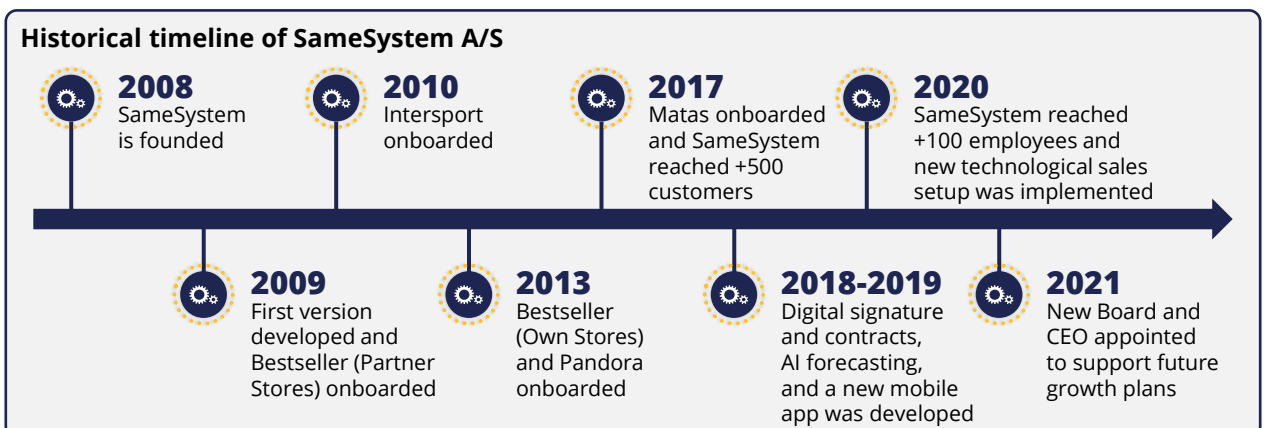 Historical timeline of SameSystem A/S
2008
SameSystem
is founded
2009
First version
developed and
Bestseller (Partner
Stores) onboarded
2010
Intersport
onboarded
2013
Bestseller
(Own Stores)
and Pandora
onboarded
2017
Matas onboarded
and SameSystem
reached +500
customers
2018-2019
Digital signature
and contracts,
AI forecasting,
and a new mobile
app was developed
2020
SameSystem reached
+100 employees and
new technological sales
setup was implemented
2021
New Board and
CEO appointed
to support future
growth plans